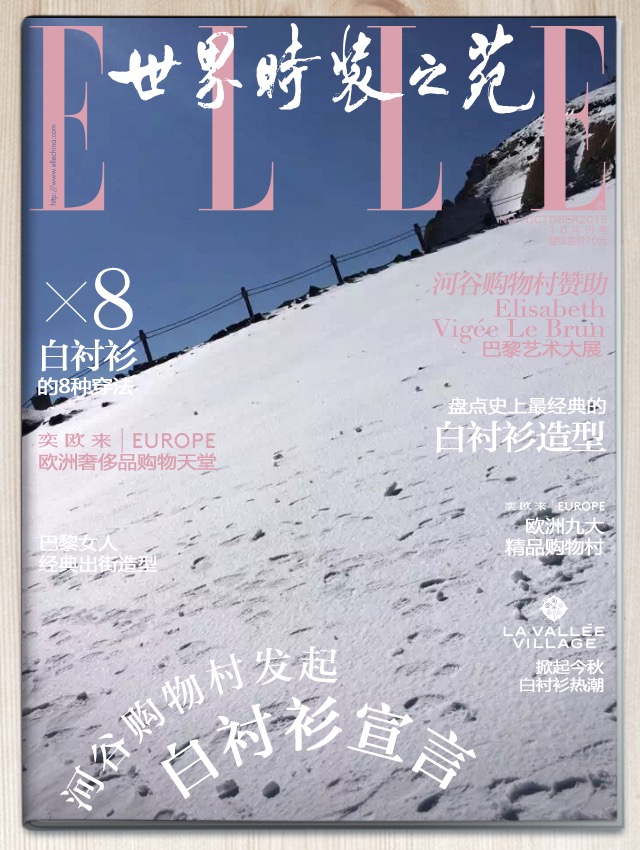 ELLE
世界時装之苑
http://www.ellechina.com
OCTOBER2015
×8
白衬衫
的8种穿法
河谷购物村赞助
Elisabeth
Vigée Le Brun
巴黎艺术大展
盘点史上最经典的
白衬衫造型
奕欧来 | EUROPE
欧洲奢侈品购物天堂
奕欧来 | EUROPE
欧洲九大
精品购物村
巴黎女人
经典出街造型
LA VALLÉE
VILLAGE
掀起今秋
白衬衫热潮
河谷购物村发起
白衬衫宣言